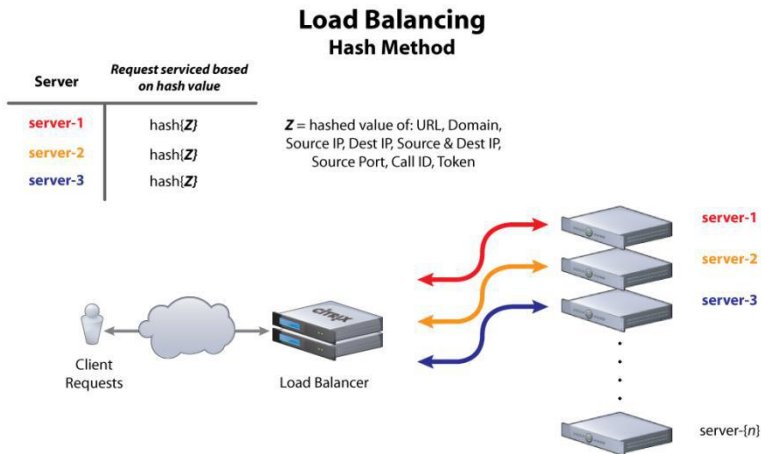 Load Balancing
Hash Method
Server
Request serviced based
on hash value
server-1
hash{Z}
server-2
hash{Z}
server-3
hash{Z}
Z = hashed value of: URL, Domain,
Source IP, Dest IP, Source & Dest IP,
Source Port, Call ID, Token
server-1
server-2
server-3
CITRIX
Client
Requests
Load Balancer
server-{n}